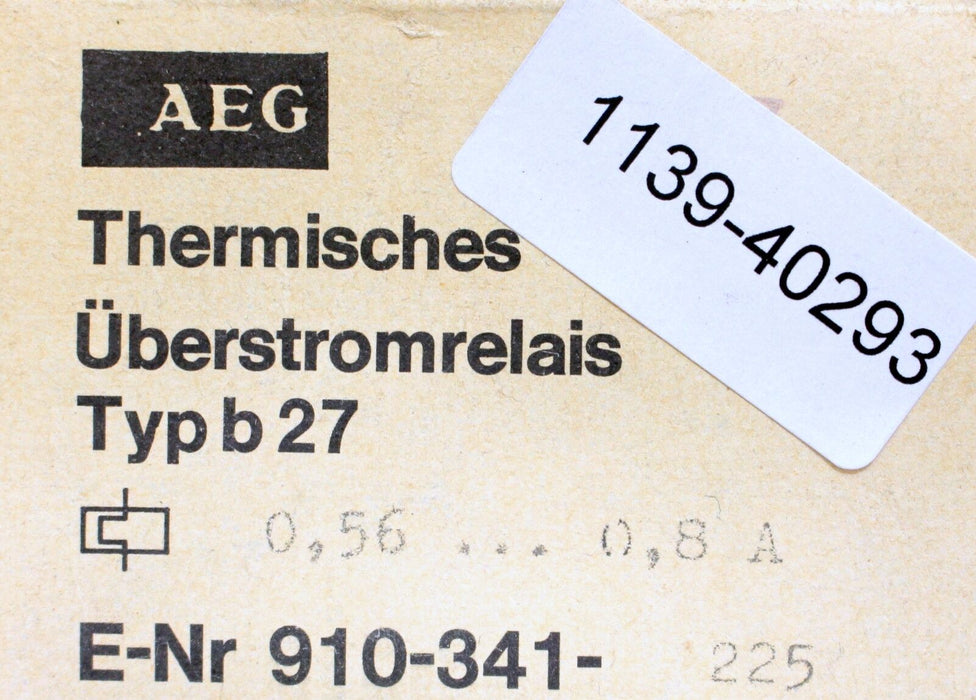 AEG
1139-40293
Thermisches
Überstromrelais
Typ b 27
0,56 ... 0,8 A
E-Nr 910-341- 225